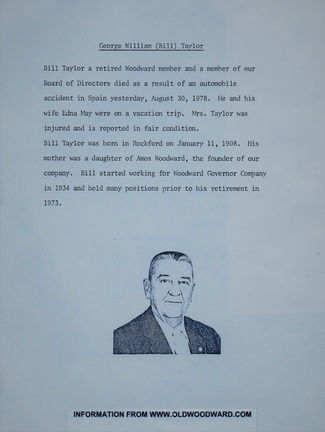 George William (Bill) Taylor
Bill Taylor a retired Woodward member and a member of our
Board of Directors died as a result of an automobile
accident in Spain yesterday, August 30, 1978. He and his
wife Edna May were on a vacation trip. Mrs. Taylor was
injured and is reported in fair condition.
Bill Taylor was born in Rockford on January 11, 1908. His
mother was a daughter of Amos Woodward, the founder of our
company. Bill started working for Woodward Governor Company
in 1934 and held many positions prior to his retirement in
1973.
INFORMATION FROM WWW.OLDWOODWARD.COM